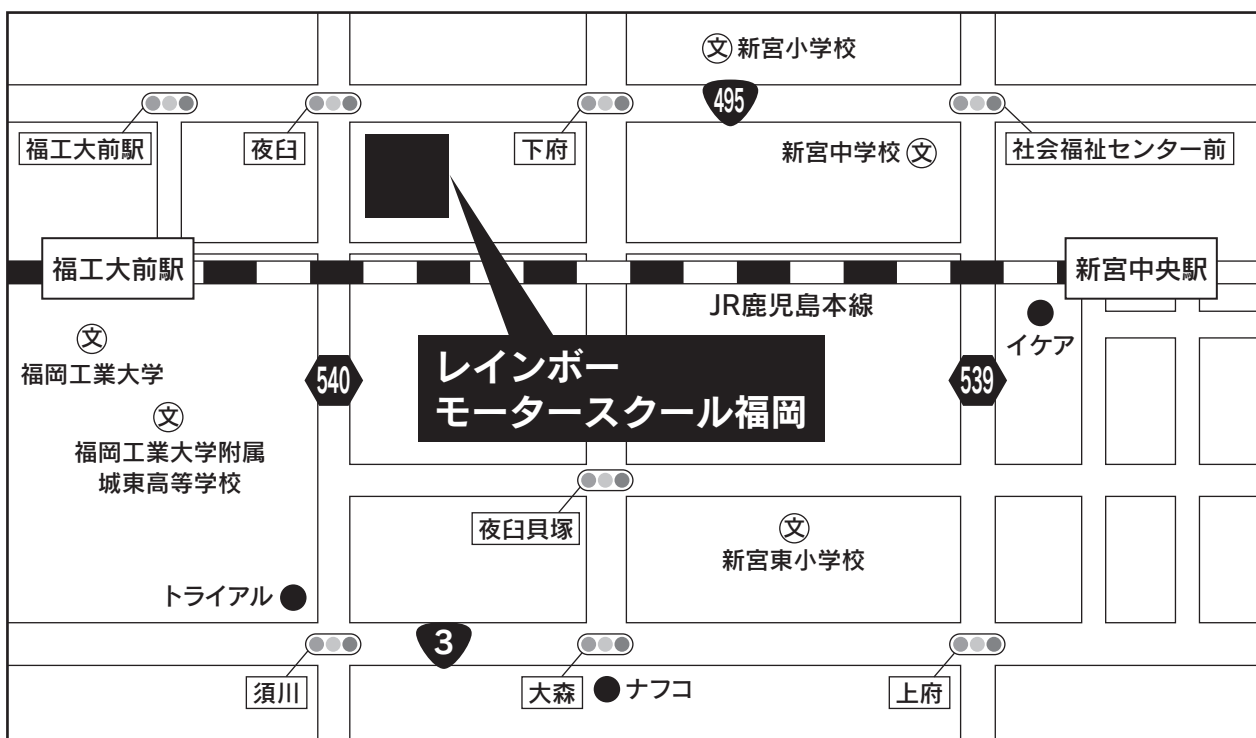 文 新宮小学校
495
福工大前駅
夜臼
下府
新宮中学校 文
社会福祉センター前
福工大前駅
新宮中央駅
JR鹿児島本線
イケア
文
福岡工業大学
540
レインボー
モータースクール福岡
539
文
福岡工業大学附属
城東高等学校
夜臼貝塚
文
新宮東小学校
トライアル
3
須川
大森
ナフコ
上府